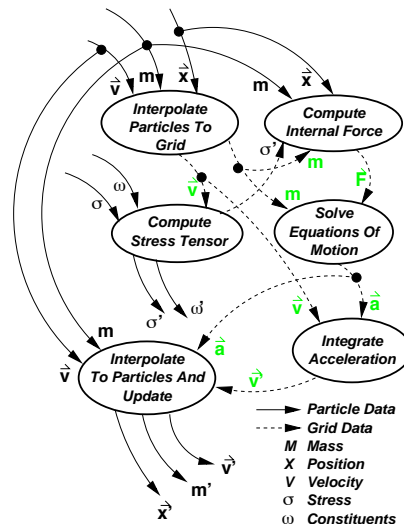 v m x m x
Interpolate
Particles To
Grid
Compute
Internal Force
σ'
m
v
F
ω
σ
m
Compute
Stress Tensor
Solve
Equations Of
Motion
σ' ω'
v a
m
a
Integrate
Acceleration
v
Interpolate
To Particles And
Update
v'
v'
m'
x'
Particle Data
Grid Data
M Mass
X Position
V Velocity
σ Stress
ω Constituents